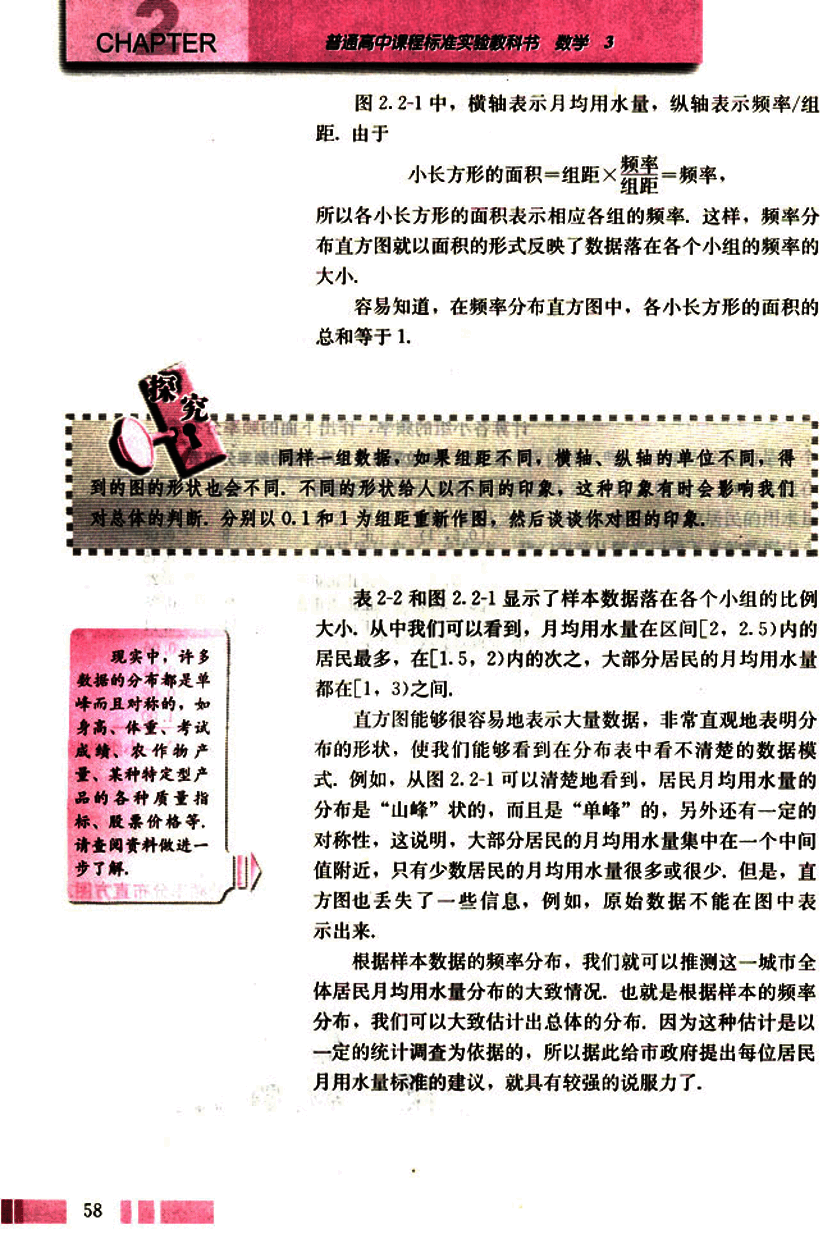 2
CHAPTER
普通高中课程标准实验教科书 数学 3
图2.2-1中，横轴表示月均用水量，纵轴表示频率/组
距. 由于
小长方形的面积=组距×频率/组距=频率，
所以各小长方形的面积表示相应各组的频率. 这样，频率分
布直方图就以面积的形式反映了数据落在各个小组的频率的
大小.
容易知道，在频率分布直方图中，各小长方形的面积的
总和等于1.
探究
同样一组数据，如果组距不同，横轴、纵轴的单位不同，得
到的图的形状也会不同. 不同的形状给人以不同的印象，这种印象有时会影响我们
对总体的判断. 分别以0.1和1为组距重新作图，然后谈谈你对图的印象.
表2-2和图2.2-1显示了样本数据落在各个小组的比例
大小. 从中我们可以看到，月均用水量在区间[2，2.5)内的
居民最多，在[1.5，2)内的次之，大部分居民的月均用水量
都在[1，3)之间.
现实中，许多
数据的分布都是单
峰而且对称的，如
身高、体重、考试
成绩、农作物产
量、某种特定型产
品的各种质量指
标、股票价格等.
请查阅资料做进一
步了解.
直方图能够很容易地表示大量数据，非常直观地表明分
布的形状，使我们能够看到在分布表中看不清楚的数据模
式. 例如，从图2.2-1可以清楚地看到，居民月均用水量的
分布是“山峰”状的，而且是“单峰”的，另外还有一定的
对称性，这说明，大部分居民的月均用水量集中在一个中间
值附近，只有少数居民的月均用水量很多或很少. 但是，直
方图也丢失了一些信息，例如，原始数据不能在图中表
示出来.
根据样本数据的频率分布，我们就可以推测这一城市全
体居民月均用水量分布的大致情况. 也就是根据样本的频率
分布，我们可以大致估计出总体的分布. 因为这种估计是以
一定的统计调查为依据的，所以据此给市政府提出每位居民
月用水量标准的建议，就具有较强的说服力了.
58